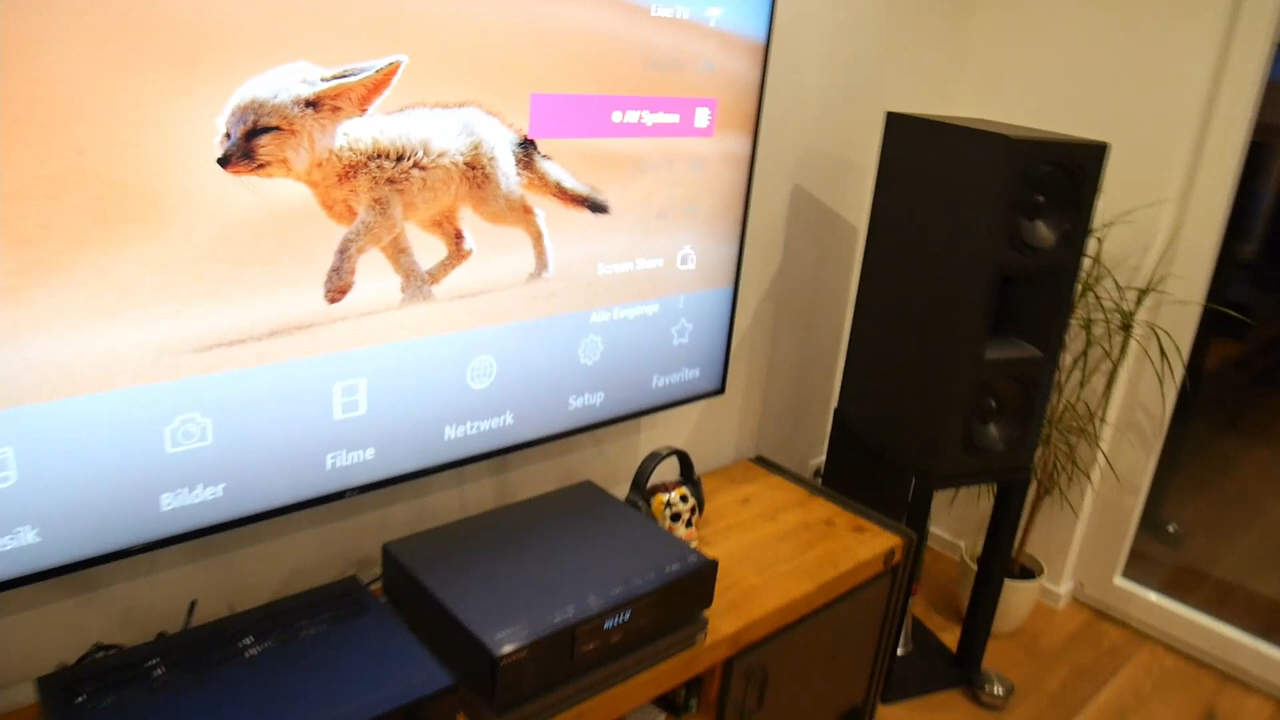 Live TV
AV System
Screen Share
Alle Eingänge
Favorites
Setup
Netzwerk
Filme
Bilder
HELLO